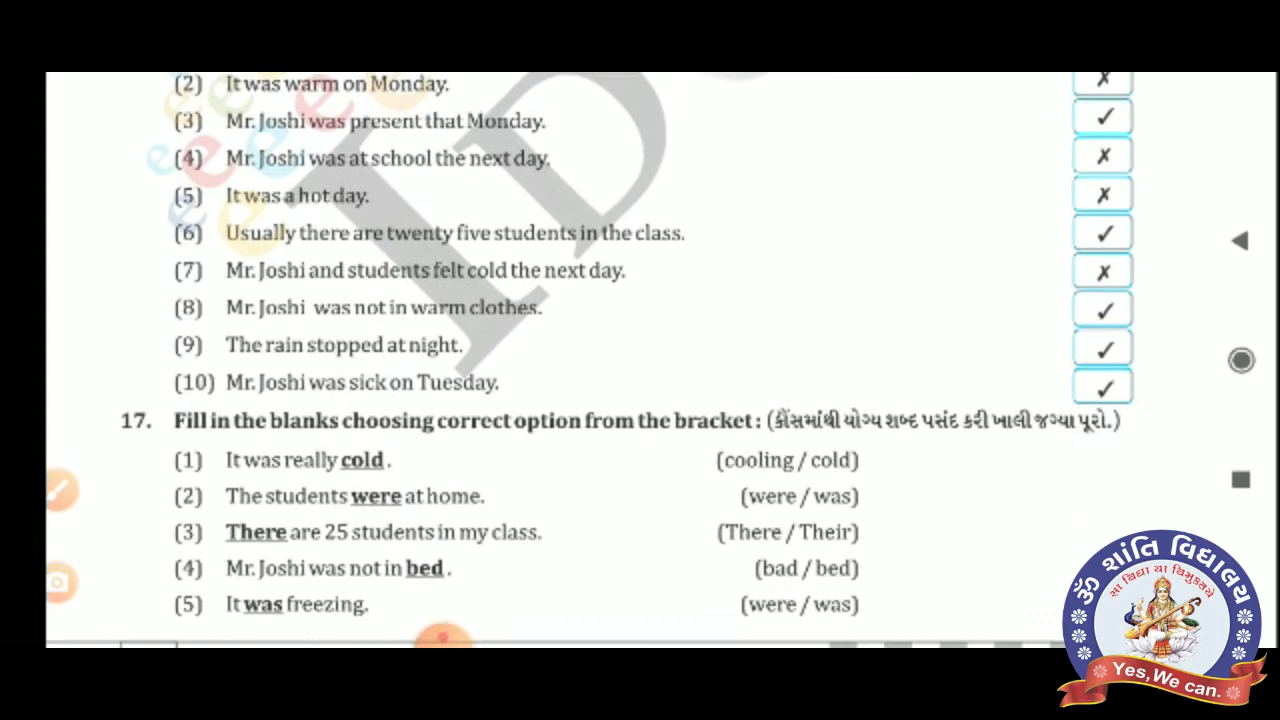 (2) It was warm on Monday. ✗
(3) Mr. Joshi was present that Monday. ✓
(4) Mr. Joshi was at school the next day. ✗
(5) It was a hot day. ✗
(6) Usually there are twenty five students in the class. ✓
(7) Mr. Joshi and students felt cold the next day. ✗
(8) Mr. Joshi was not in warm clothes. ✓
(9) The rain stopped at night. ✓
(10) Mr. Joshi was sick on Tuesday. ✓
17. Fill in the blanks choosing correct option from the bracket : (કૌંસમાંથી યોગ્ય શબ્દ પસંદ કરી ખાલી જગ્યા પૂરો.)
(1) It was really cold . (cooling / cold)
(2) The students were at home. (were / was)
(3) There are 25 students in my class. (There / Their)
(4) Mr. Joshi was not in bed . (bad / bed)
(5) It was freezing. (were / was)
ૐ શાંતિ વિદ્યાલય
સા વિદ્યા યા વિમુક્તયે
Yes, We can.